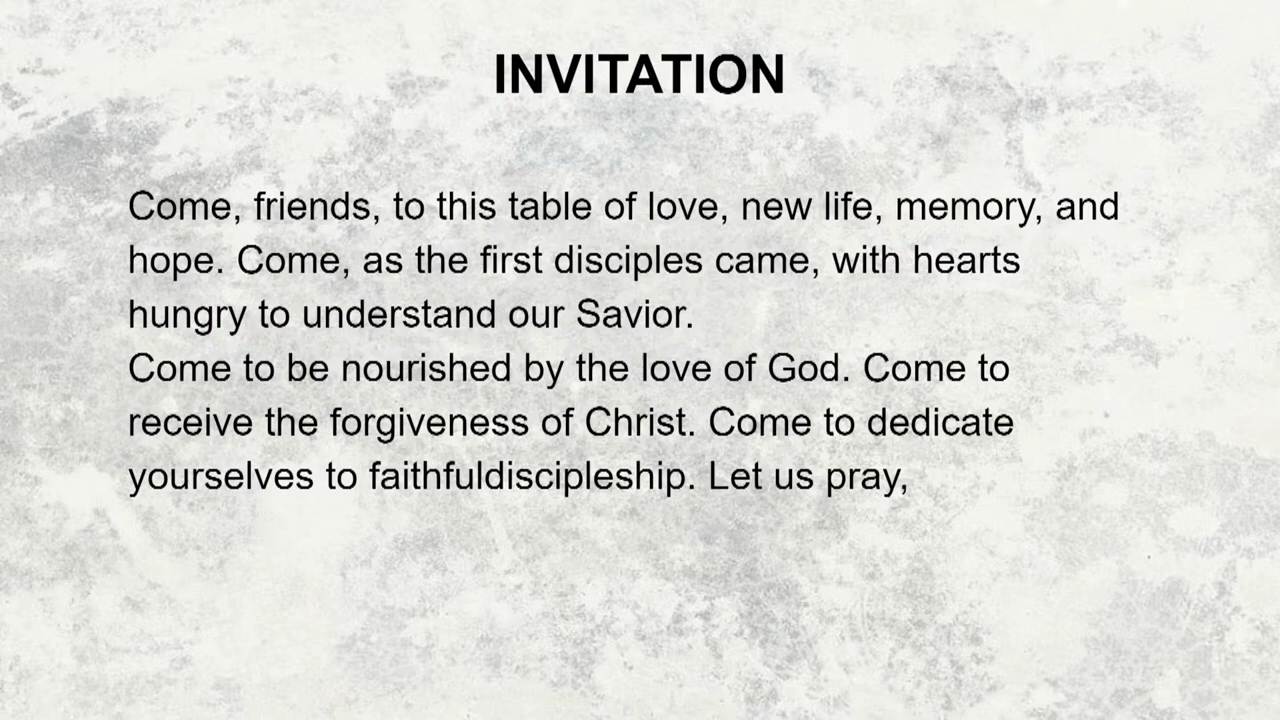 INVITATION
Come, friends, to this table of love, new life, memory, and
hope. Come, as the first disciples came, with hearts
hungry to understand our Savior.
Come to be nourished by the love of God. Come to
receive the forgiveness of Christ. Come to dedicate
yourselves to faithfuldiscipleship. Let us pray,